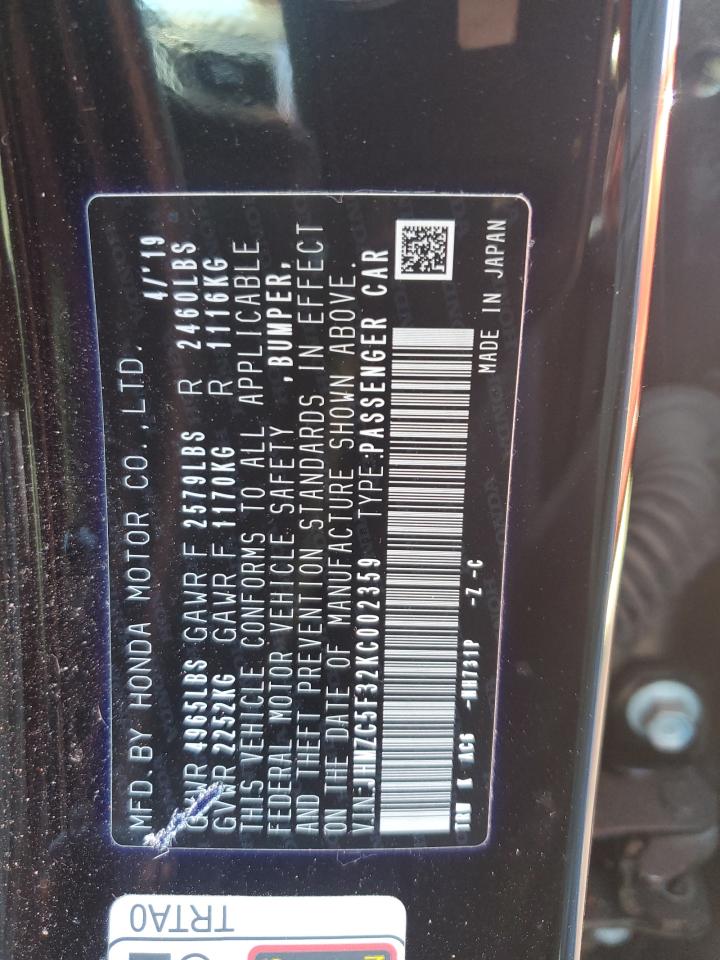 MFD. BY HONDA MOTOR CO., LTD. 4/'19
GVWR 4965LBS GAWR F 2579LBS R 2460LBS
GVWR 2252KG GAWR F 1170KG R 1116KG
THIS VEHICLE CONFORMS TO ALL APPLICABLE
FEDERAL MOTOR VEHICLE SAFETY ,BUMPER,
AND THEFT PREVENTION STANDARDS IN EFFECT
ON THE DATE OF MANUFACTURE SHOWN ABOVE.
VIN:JHMZC5F32KC002359 TYPE:PASSENGER CAR
-NH731P -Z -C
MADE IN JAPAN
TRTA0